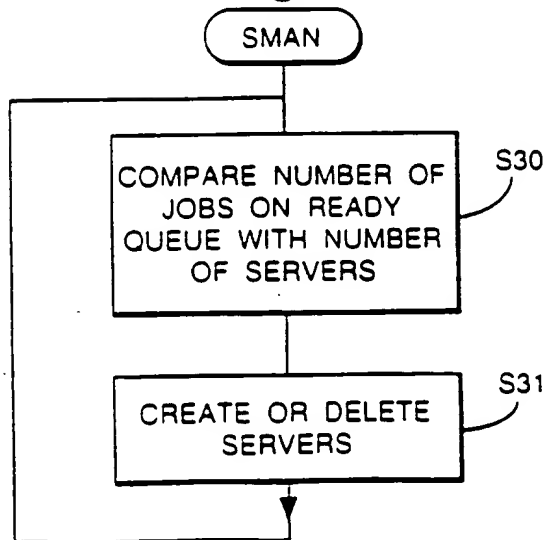 SMAN
COMPARE NUMBER OF
JOBS ON READY
QUEUE WITH NUMBER
OF SERVERS
S30
CREATE OR DELETE
SERVERS
S31